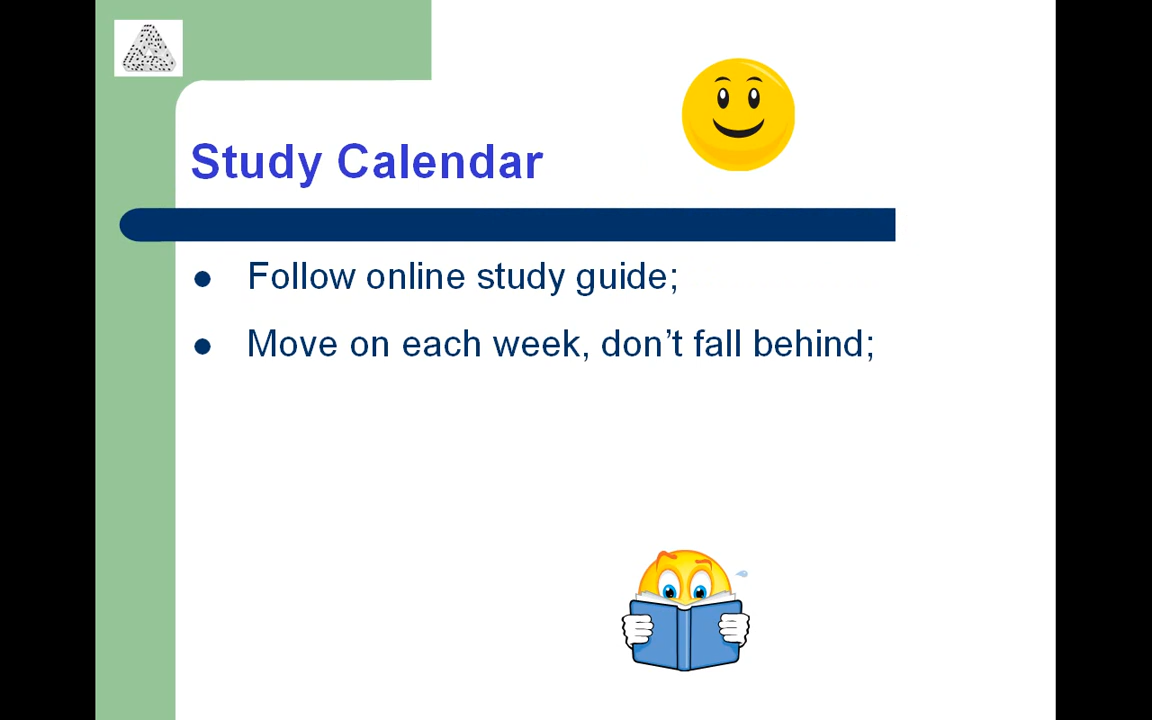 Study Calendar
Follow online study guide;
Move on each week, don’t fall behind;